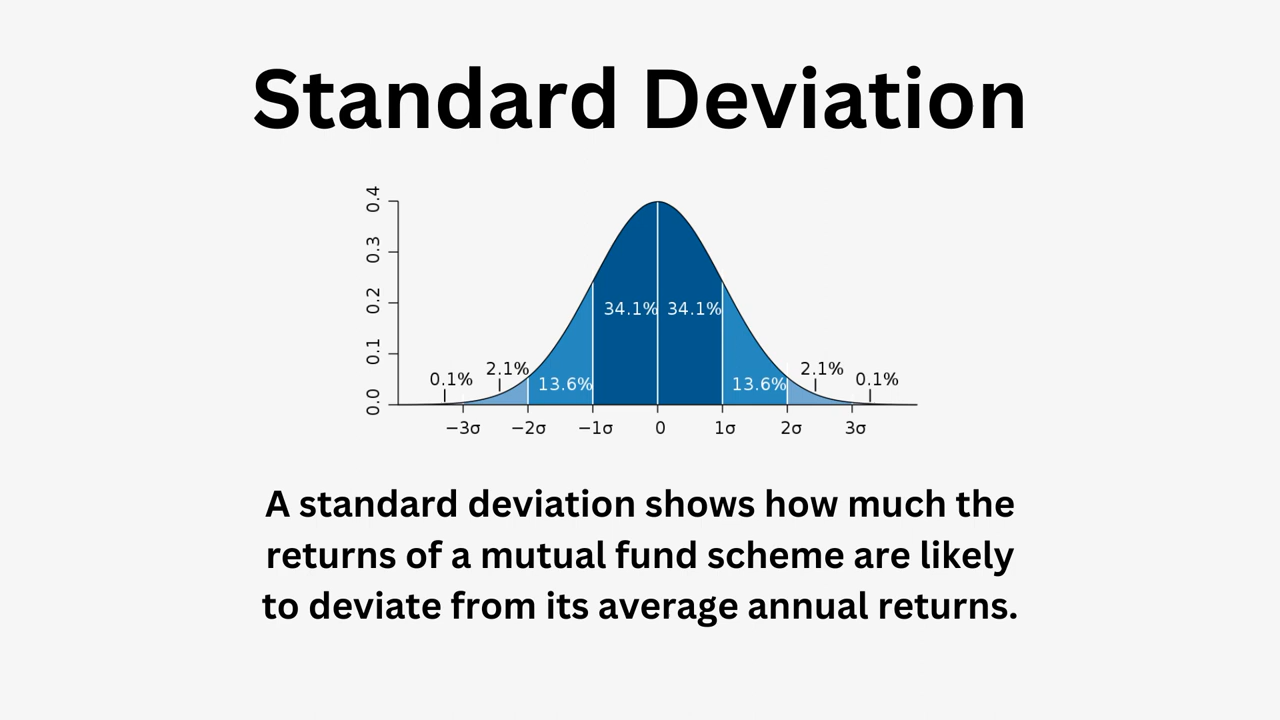 Standard Deviation
0.4
0.3
0.2
0.1
0.0
34.1% 34.1%
0.1% 2.1% 13.6% 13.6% 2.1% 0.1%
−3σ −2σ −1σ 0 1σ 2σ 3σ
A standard deviation shows how much the
returns of a mutual fund scheme are likely
to deviate from its average annual returns.